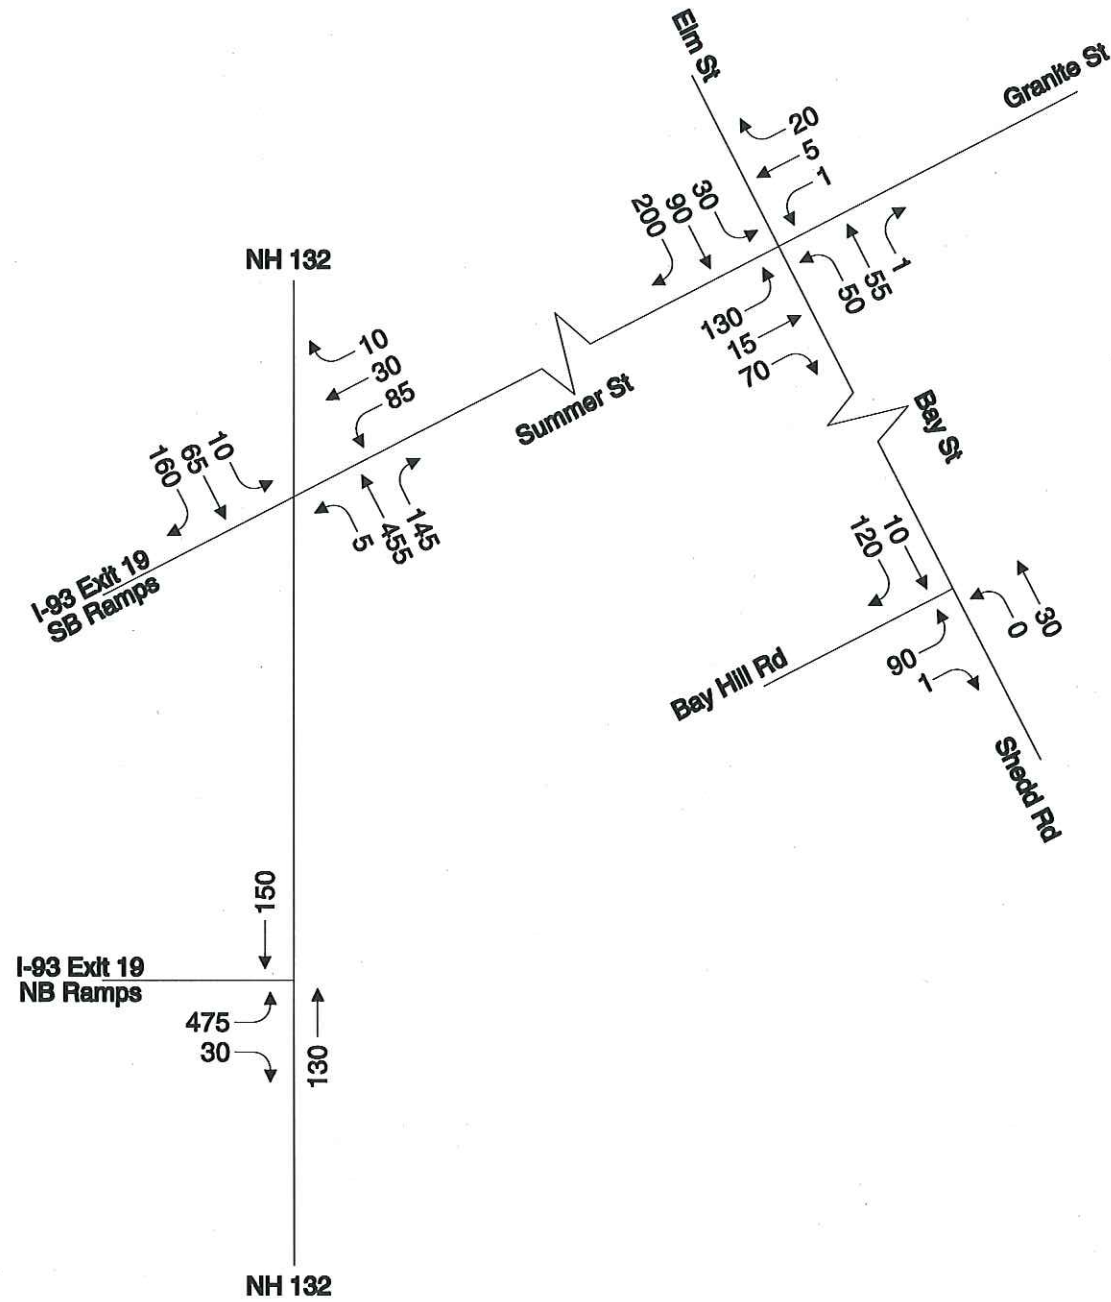 Elm St
Granite St
20
5
1
30
90
200
1
55
50
130
15
70
NH 132
10
30
85
Summer St
10
65
160
145
455
5
I-93 Exit 19
SB Ramps
Bay St
10
120
30
0
90
1
Bay Hill Rd
Shedd Rd
150
I-93 Exit 19
NB Ramps
475
30
130
NH 132